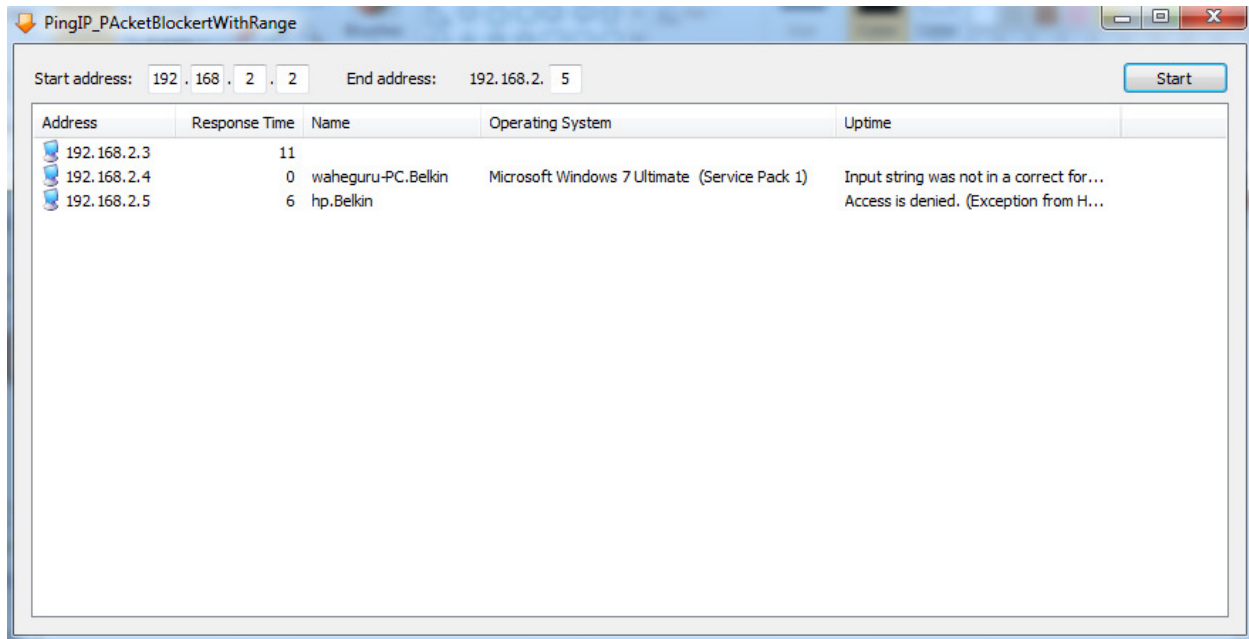 PingIP_PAcketBlockertWithRange
Start address: 192 . 168 . 2 . 2 End address: 192.168.2. 5 Start
Address Response Time Name Operating System Uptime
192.168.2.3 11
192.168.2.4 0 waheguru-PC.Belkin Microsoft Windows 7 Ultimate (Service Pack 1) Input string was not in a correct for...
192.168.2.5 6 hp.Belkin Access is denied. (Exception from H...